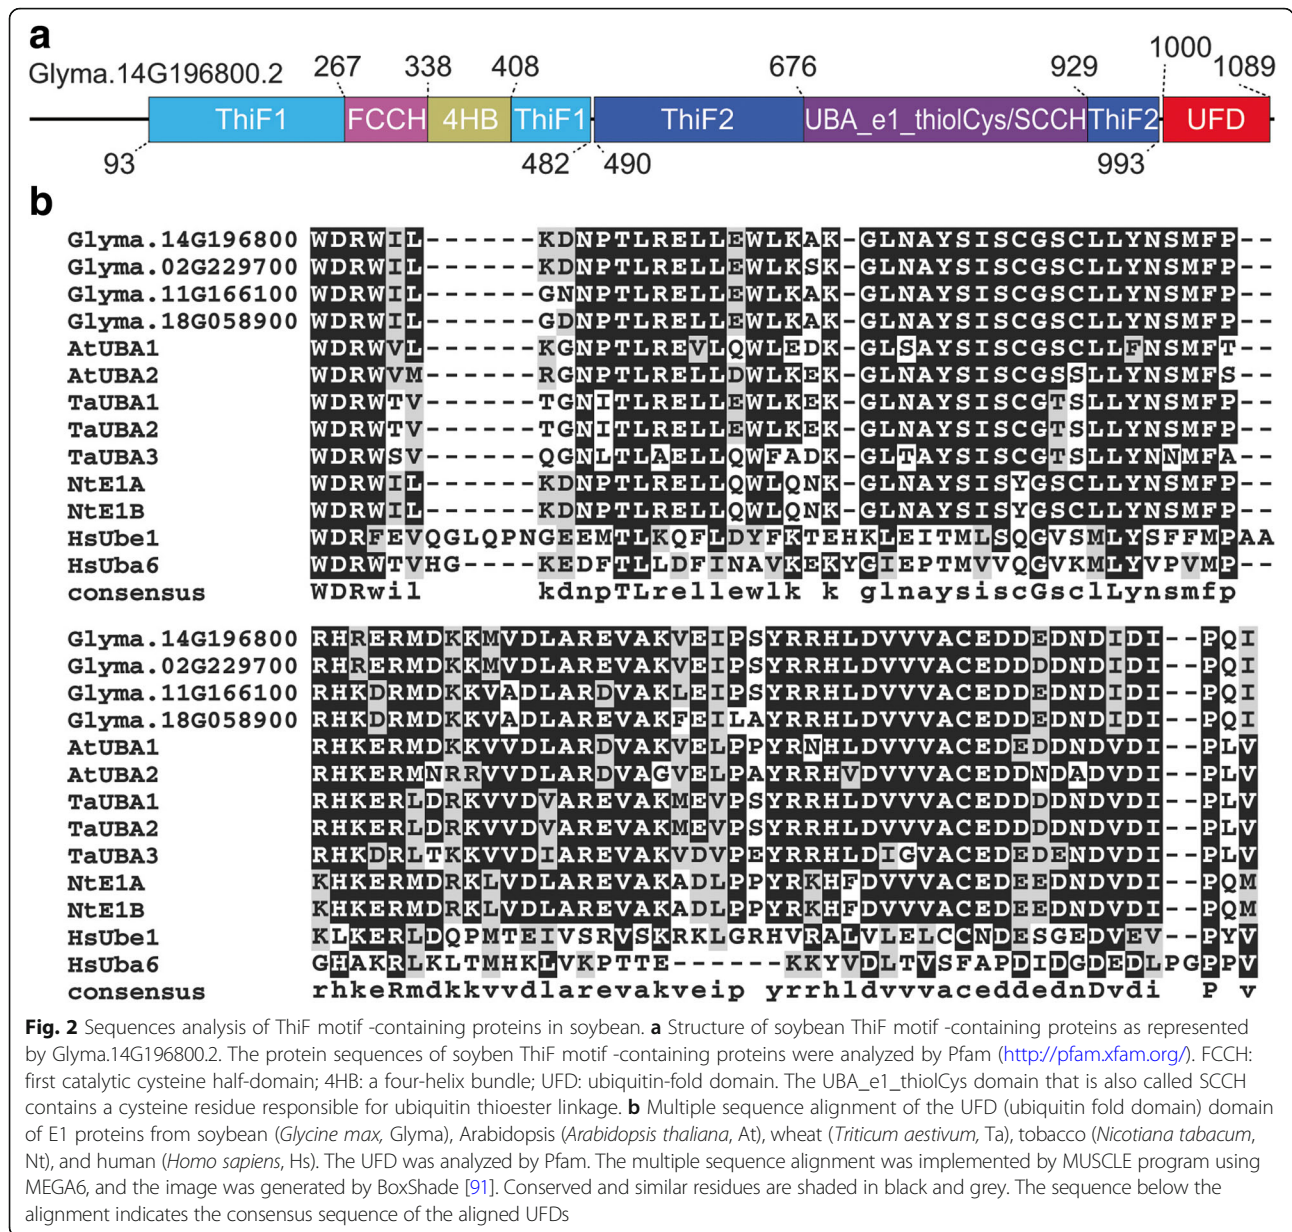 a
Glyma.14G196800.2 267 338 408 676 929 1000 1089
ThiF1 FCCH 4HB ThiF1 ThiF2 UBA_e1_thiolCys/SCCH ThiF2 UFD
93 482 490 993
b
Glyma.14G196800 WDRWIL------KDNPTLRELLEWLKAK-GLNAYSISCGSCLLYNSMFP--
Glyma.02G229700 WDRWIL------KDNPTLRELLEWLKSK-GLNAYSISCGSCLLYNSMFP--
Glyma.11G166100 WDRWIL------GNNPTLRELLEWLKAK-GLNAYSISCGSCLLYNSMFP--
Glyma.18G058900 WDRWIL------GDNPTLRELLEWLKAK-GLNAYSISCGSCLLYNSMFP--
AtUBA1 WDRWVL------KGNPTLREVLQWLEDK-GLSAYSISCGSCLLFNSMFT--
AtUBA2 WDRWVM------RGNPTLRELLDWLKEK-GLNAYSISCGSSLLYNSMFS--
TaUBA1 WDRWTV------TGNITLRELLEWLKEK-GLNAYSISCGTSLLYNSMFP--
TaUBA2 WDRWTV------TGNITLRELLEWLKEK-GLNAYSISCGTSLLYNSMFP--
TaUBA3 WDRWSV------QGNLTLAELLQWFADK-GLTAYSISCGTSLLYNNMFA--
NtE1A WDRWIL------KDNPTLRELLQWLQNK-GLNAYSISYGSCLLYNSMFP--
NtE1B WDRWIL------KDNPTLRELLQWLQNK-GLNAYSISYGSCLLYNSMFP--
HsUbe1 WDRFEVQGLQPNGEEMTLKQFLDYFKTEHKLEITMLSQGVSMLYSFFMPAA
HsUba6 WDRWTVHG----KEDFTLLDFINAVKEKYGIEPTMVVQGVKMLYVPVMP--
consensus WDRwil kdnpTLrellewlk k glnaysiscGsclLYnsmfp
Glyma.14G196800 RHRERMDKKMVDLAREVAKVEIPSYRRHLDVVVACEDDEDNDIDI--PQI
Glyma.02G229700 RHRERMDKKMVDLAREVAKVEIPSYRRHLDVVVACEDDDDNDIDI--PQI
Glyma.11G166100 RHKDRMDKKVADLARDVAKLEIPSYRRHLDVVVACEDDEDNDIDI--PQI
Glyma.18G058900 RHKDRMDKKVADLAREVAKFEILAYRRHLDVVVACEDDEDNDIDI--PQI
AtUBA1 RHKERMDKKVVDLARDVAKVELPPYRNHLDVVVACEDEDDNDVDI--PLV
AtUBA2 RHKERMNRRVVDLARDVAGVELPAYRRHVDVVVACEDDNDADVDI--PLV
TaUBA1 RHKERLDRKVVDVAREVAKMEVPSYRRHLDVVVACEDDDDNDVDI--PLV
TaUBA2 RHKERLDRKVVDVAREVAKMEVPSYRRHLDVVVACEDDDDNDVDI--PLV
TaUBA3 RHKDRLTKKVVDIAREVAKVDVPEYRRHLDIGVACEDEDENDVDI--PLV
NtE1A KHKERMDRKLVDLAREVAKADLPPYRKHFDVVVACEDEEDNDVDI--PQM
NtE1B KHKERMDRKLVDLAREVAKADLPPYRKHFDVVVACEDEEDNDVDI--PQM
HsUbe1 KLKERLDQPMTEIVSRVSKRKLGRHVRALVLELCCNDESGEDVEV--PYV
HsUba6 GHAKRLKLTMHKLVKPTTE------KKYVDLTVSFAPDIDGDEDLPGPPV
consensus rhkeRmdkkvvdlarevakveip yrrhldvvvaceddednDvdi P v
Fig. 2 Sequences analysis of ThiF motif -containing proteins in soybean. a Structure of soybean ThiF motif -containing proteins as represented
by Glyma.14G196800.2. The protein sequences of soyben ThiF motif -containing proteins were analyzed by Pfam (http://pfam.xfam.org/). FCCH:
first catalytic cysteine half-domain; 4HB: a four-helix bundle; UFD: ubiquitin-fold domain. The UBA_e1_thiolCys domain that is also called SCCH
contains a cysteine residue responsible for ubiquitin thioester linkage. b Multiple sequence alignment of the UFD (ubiquitin fold domain) domain
of E1 proteins from soybean (Glycine max, Glyma), Arabidopsis (Arabidopsis thaliana, At), wheat (Triticum aestivum, Ta), tobacco (Nicotiana tabacum,
Nt), and human (Homo sapiens, Hs). The UFD was analyzed by Pfam. The multiple sequence alignment was implemented by MUSCLE program using
MEGA6, and the image was generated by BoxShade [91]. Conserved and similar residues are shaded in black and grey. The sequence below the
alignment indicates the consensus sequence of the aligned UFDs